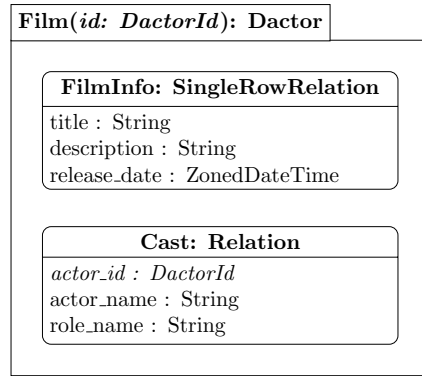 Film(id: DactorId): Dactor
FilmInfo: SingleRowRelation
title : String
description : String
release_date : ZonedDateTime
Cast: Relation
actor_id : DactorId
actor_name : String
role_name : String